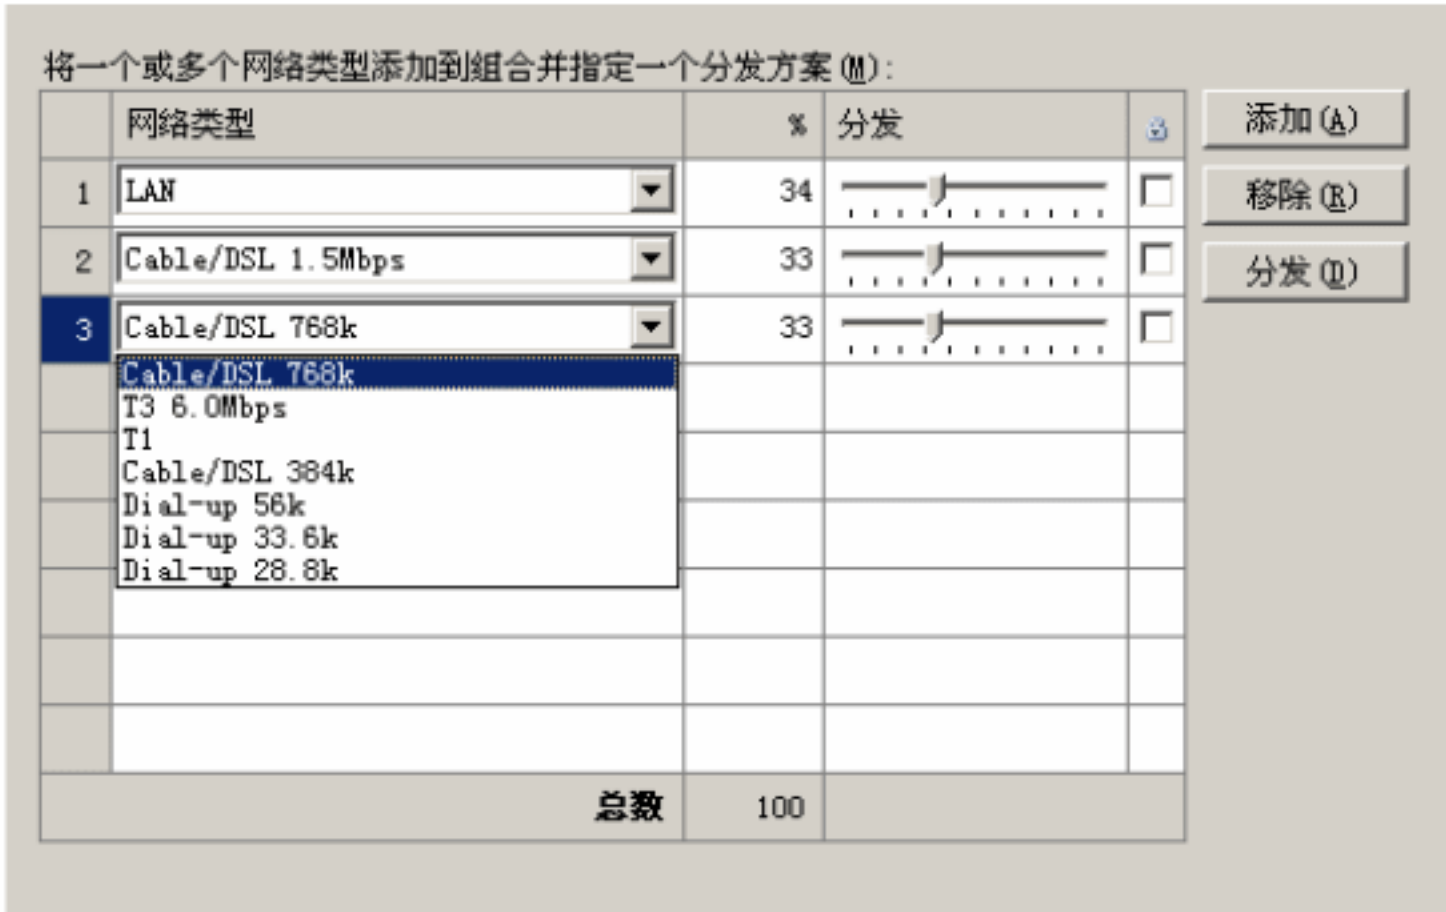 将一个或多个网络类型添加到组合并指定一个分发方案(M):
网络类型 % 分发
添加(A)
1 LAN 34
移除(R)
2 Cable/DSL 1.5Mbps 33
分发(D)
3 Cable/DSL 768k 33
Cable/DSL 768k
T3 6.0Mbps
T1
Cable/DSL 384k
Dial-up 56k
Dial-up 33.6k
Dial-up 28.8k
总数 100